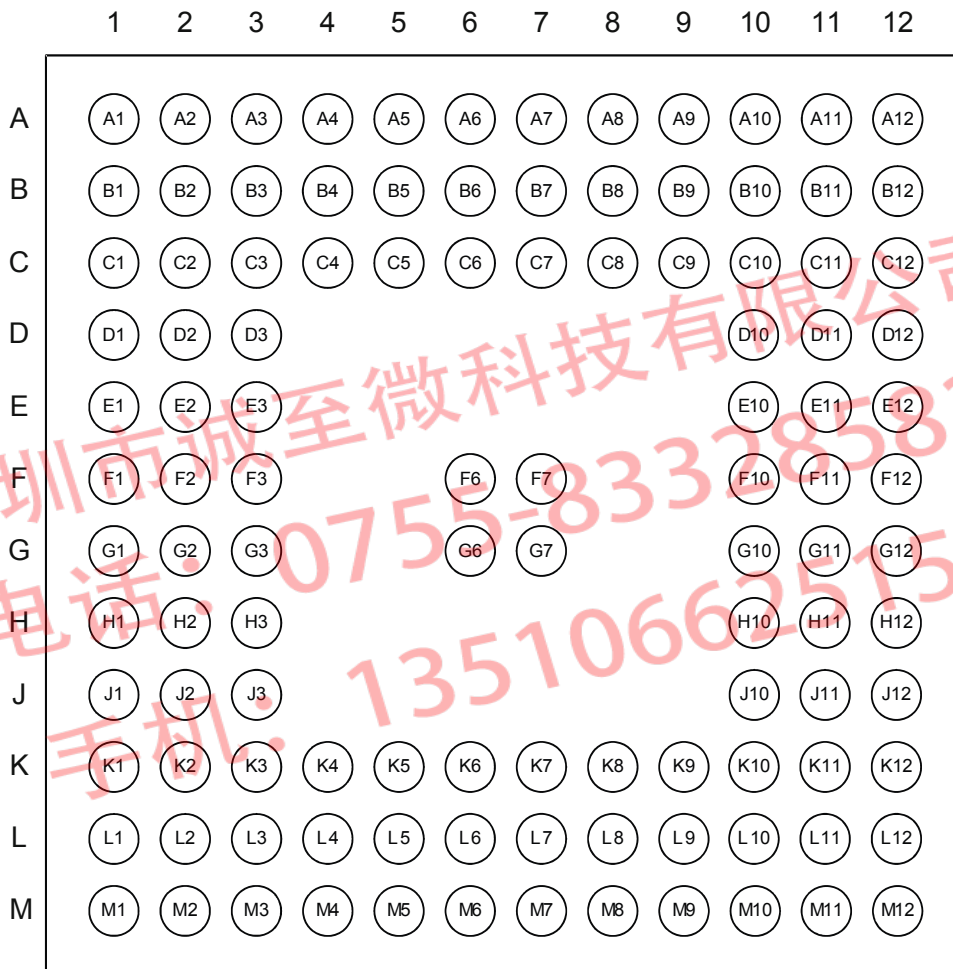 1 2 3 4 5 6 7 8 9 10 11 12
A A1 A2 A3 A4 A5 A6 A7 A8 A9 A10 A11 A12
B B1 B2 B3 B4 B5 B6 B7 B8 B9 B10 B11 B12
C C1 C2 C3 C4 C5 C6 C7 C8 C9 C10 C11 C12
D D1 D2 D3 D10 D11 D12
E E1 E2 E3 E10 E11 E12
F F1 F2 F3 F6 F7 F10 F11 F12
G G1 G2 G3 G6 G7 G10 G11 G12
H H1 H2 H3 H10 H11 H12
J J1 J2 J3 J10 J11 J12
K K1 K2 K3 K4 K5 K6 K7 K8 K9 K10 K11 K12
L L1 L2 L3 L4 L5 L6 L7 L8 L9 L10 L11 L12
M M1 M2 M3 M4 M5 M6 M7 M8 M9 M10 M11 M12
圳市诚至微科技有限公司
电话：0755-83328581
手机：13510662515